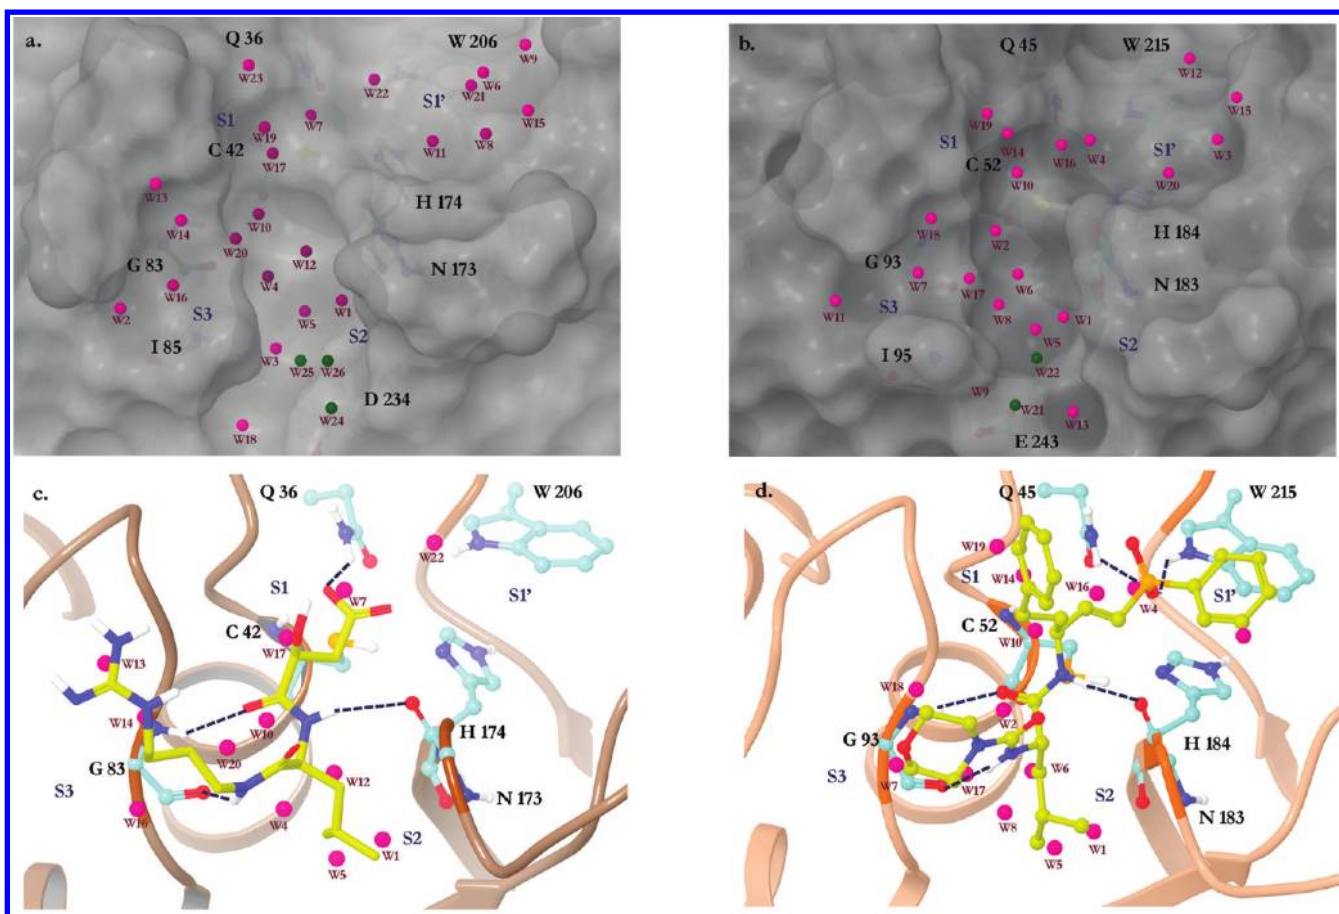 a.
Q 36
W 206
W9
W23
W22
W6
W21
S1'
W15
S1
W7
W19
C 42
W17
W11
W8
W13
H 174
W14
W10
W20
W12
G 83
N 173
W4
W16
S3
W2
W1
W5
S2
I 85
W3
W25
W26
D 234
W24
W18
b.
Q 45
W 215
W12
W15
W19
S1
W14
W16
W4
S1'
W3
C 52
W10
W20
W18
W2
H 184
G 93
W7
W17
W6
N 183
W11
S3
W8
W1
W5
S2
I 95
W22
W9
W21
W13
E 243
c.
Q 36
W 206
W22
S1
W7
S1'
C 42
W17
W13
W14
W10
H 174
G 83
W20
W12
S3
W16
W4
N 173
S2
W1
W5
d.
Q 45
W 215
W19
S1
W14
W16
W4
S1'
C 52
W10
W18
W2
G 93
H 184
S3
W7
W17
W6
S2
W8
N 183
W1
W5